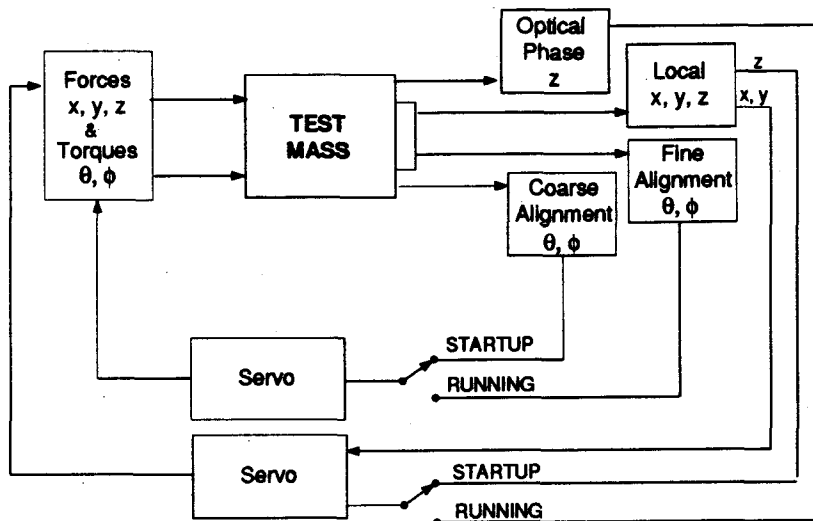 Forces
x, y, z
&
Torques
θ, ϕ
TEST
MASS
Optical
Phase
z
Local
x, y, z
z
x, y
Coarse
Alignment
θ, ϕ
Fine
Alignment
θ, ϕ
Servo
STARTUP
RUNNING
Servo
STARTUP
RUNNING